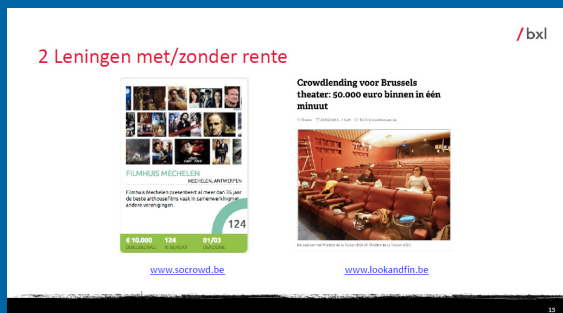 / bxl
2 Leningen met/zonder rente
FILMHUIS MECHELEN
MECHELEN, ANTWERPEN
Filmhuis Mechelen presenteert al meer dan 35 jaar
de beste arthousefilms vaak in samenwerking met
andere verenigingen.
124
€ 10.000 124 01/03
DOELBEDRAG DEADLINE
www.socrowd.be
Crowdlending voor Brussels
theater: 50.000 euro binnen in één
minuut
www.lookandfin.be
13